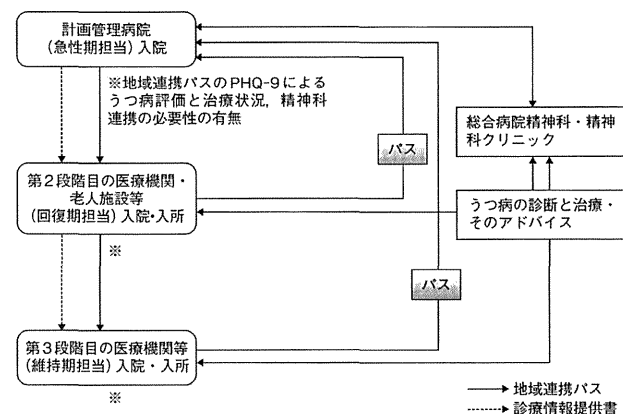 計画管理病院
(急性期担当)入院
※地域連携パスのPHQ-9による
うつ病評価と治療状況,精神科
連携の必要性の有無
総合病院精神科・精神
科クリニック
パス
第2段階目の医療機関・
老人施設等
(回復期担当)入院・入所
うつ病の診断と治療・
そのアドバイス
※
パス
第3段階目の医療機関等
(維持期担当)入院・入所
※
地域連携パス
診療情報提供書